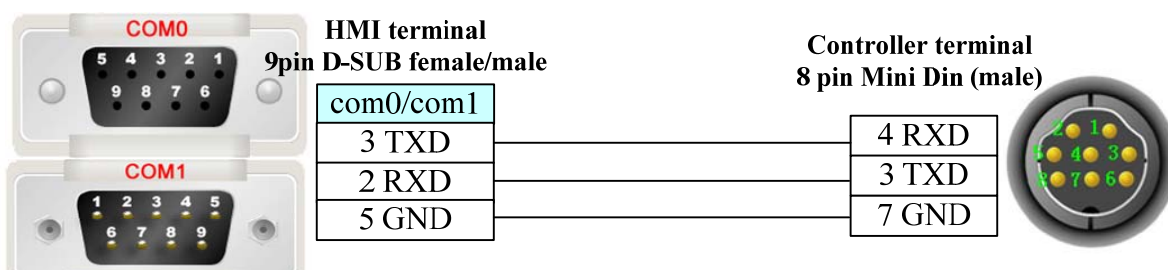 COM0
5 4 3 2 1
9 8 7 6
COM1
1 2 3 4 5
6 7 8 9
HMI terminal
9pin D-SUB female/male
com0/com1
3 TXD
2 RXD
5 GND
Controller terminal
8 pin Mini Din (male)
4 RXD
3 TXD
7 GND
2 1
5 4 3
8 7 6